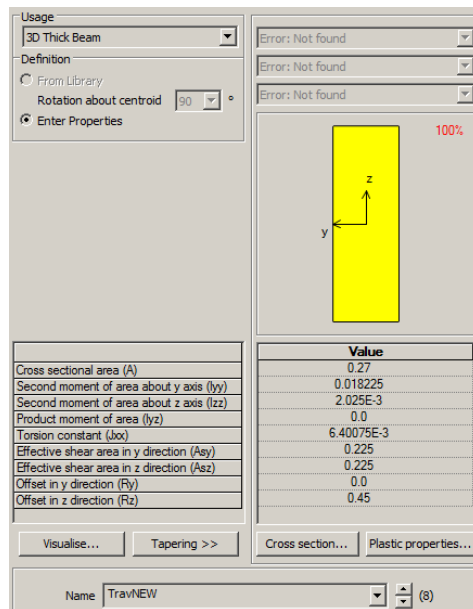 Usage
3D Thick Beam
Definition
From Library
Rotation about centroid 90 °
Enter Properties
Error: Not found
Error: Not found
Error: Not found
100%
z
y
Value
Cross sectional area (A) 0.27
Second moment of area about y axis (Iyy) 0.018225
Second moment of area about z axis (Izz) 2.025E-3
Product moment of area (Iyz) 0.0
Torsion constant (Jxx) 6.40075E-3
Effective shear area in y direction (Asy) 0.225
Effective shear area in z direction (Asz) 0.225
Offset in y direction (Ry) 0.0
Offset in z direction (Rz) 0.45
Visualise... Tapering >> Cross section... Plastic properties...
Name TravNEW (8)